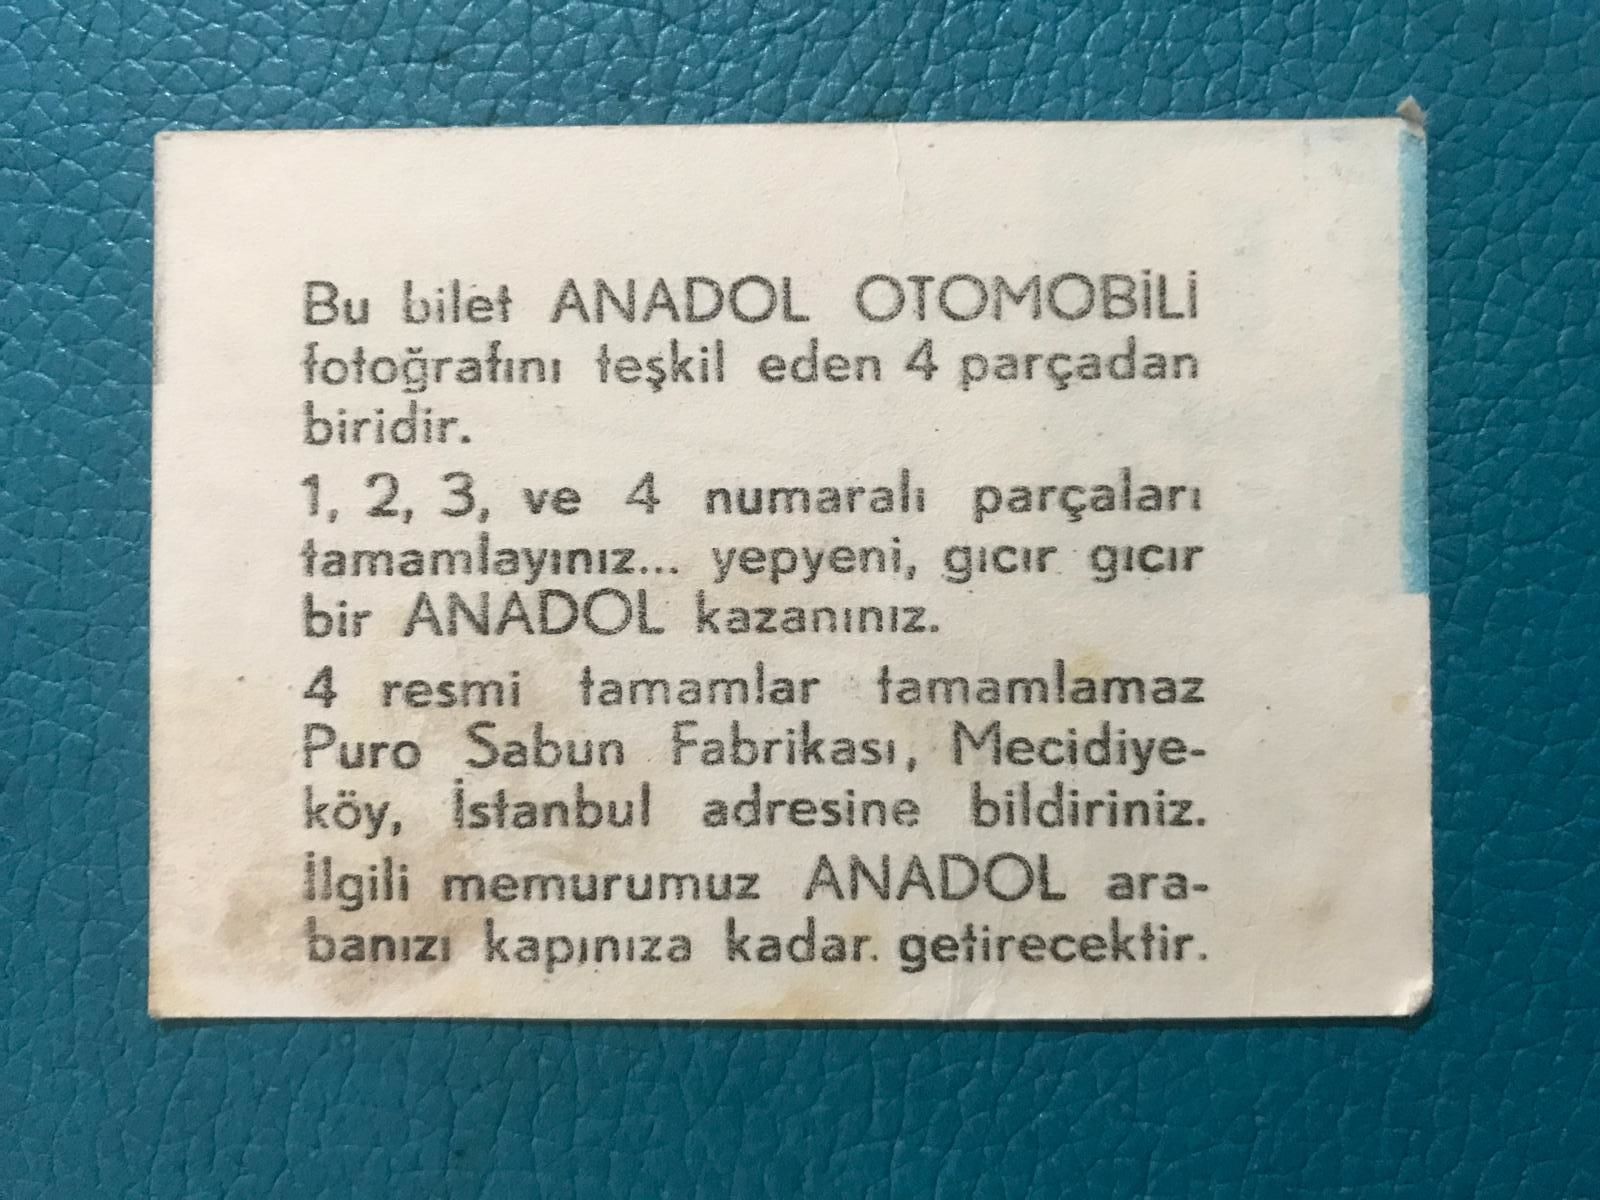 Bu bilet ANADOL OTOMOBİLİ
fotoğrafını teşkil eden 4 parçadan
biridir.
1, 2, 3, ve 4 numaralı parçaları
tamamlayınız... yepyeni, gıcır gıcır
bir ANADOL kazanınız.
4 resmi tamamlar tamamlamaz
Puro Sabun Fabrikası, Mecidiye-
köy, İstanbul adresine bildiriniz.
İlgili memurumuz ANADOL ara-
banızı kapınıza kadar. getirecektir.